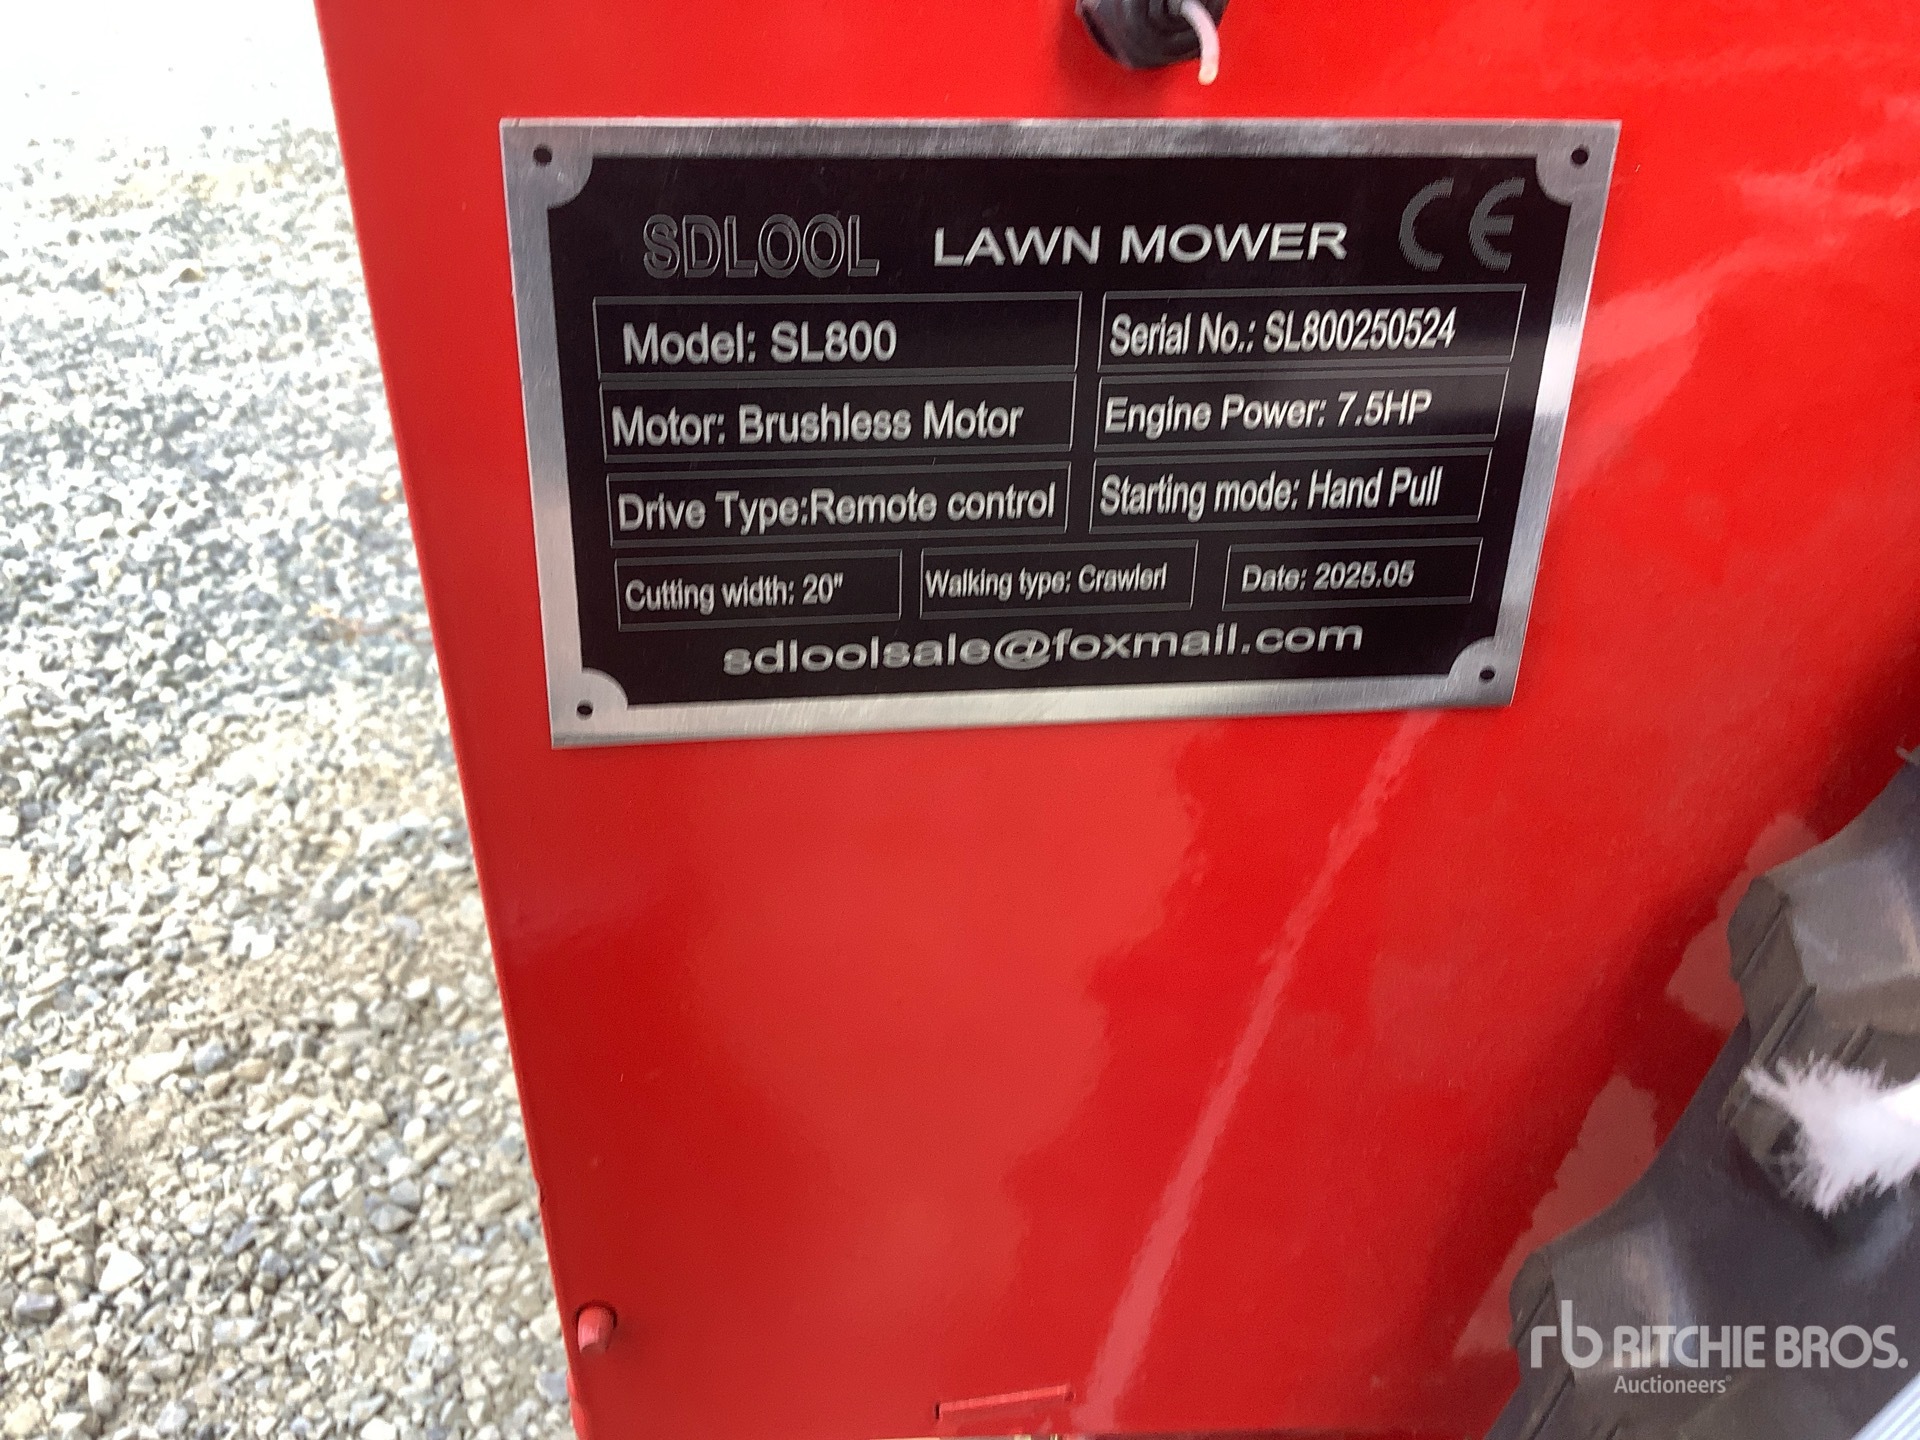 SDLOOL LAWN MOWER CE
Model: SL800 Serial No.: SL800250524
Motor: Brushless Motor Engine Power: 7.5HP
Drive Type:Remote control Starting mode: Hand Pull
Cutting width: 20" Walking type: Crawlerl Date: 2025.05
sdloolsale@foxmail.com
rb RITCHIE BROS.
Auctioneers